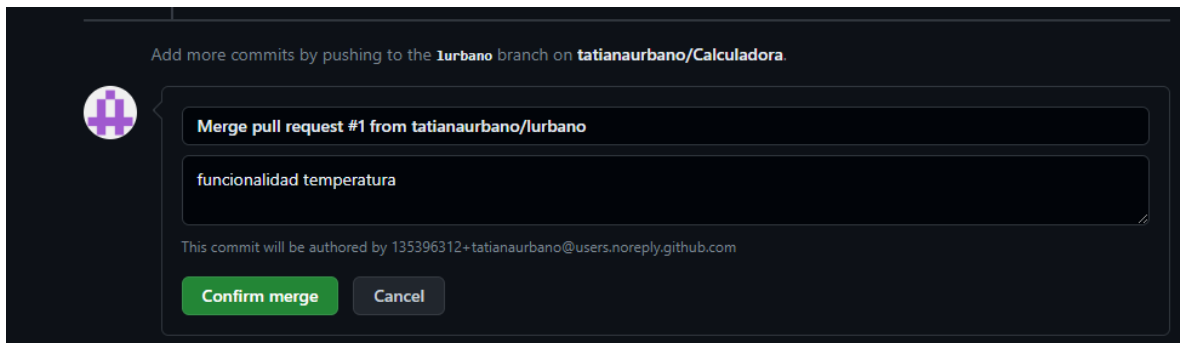 Add more commits by pushing to the lurbano branch on tatianaurbano/Calculadora.
Merge pull request #1 from tatianaurbano/lurbano
funcionalidad temperatura
This commit will be authored by 135396312+tatianaurbano@users.noreply.github.com
Confirm merge Cancel